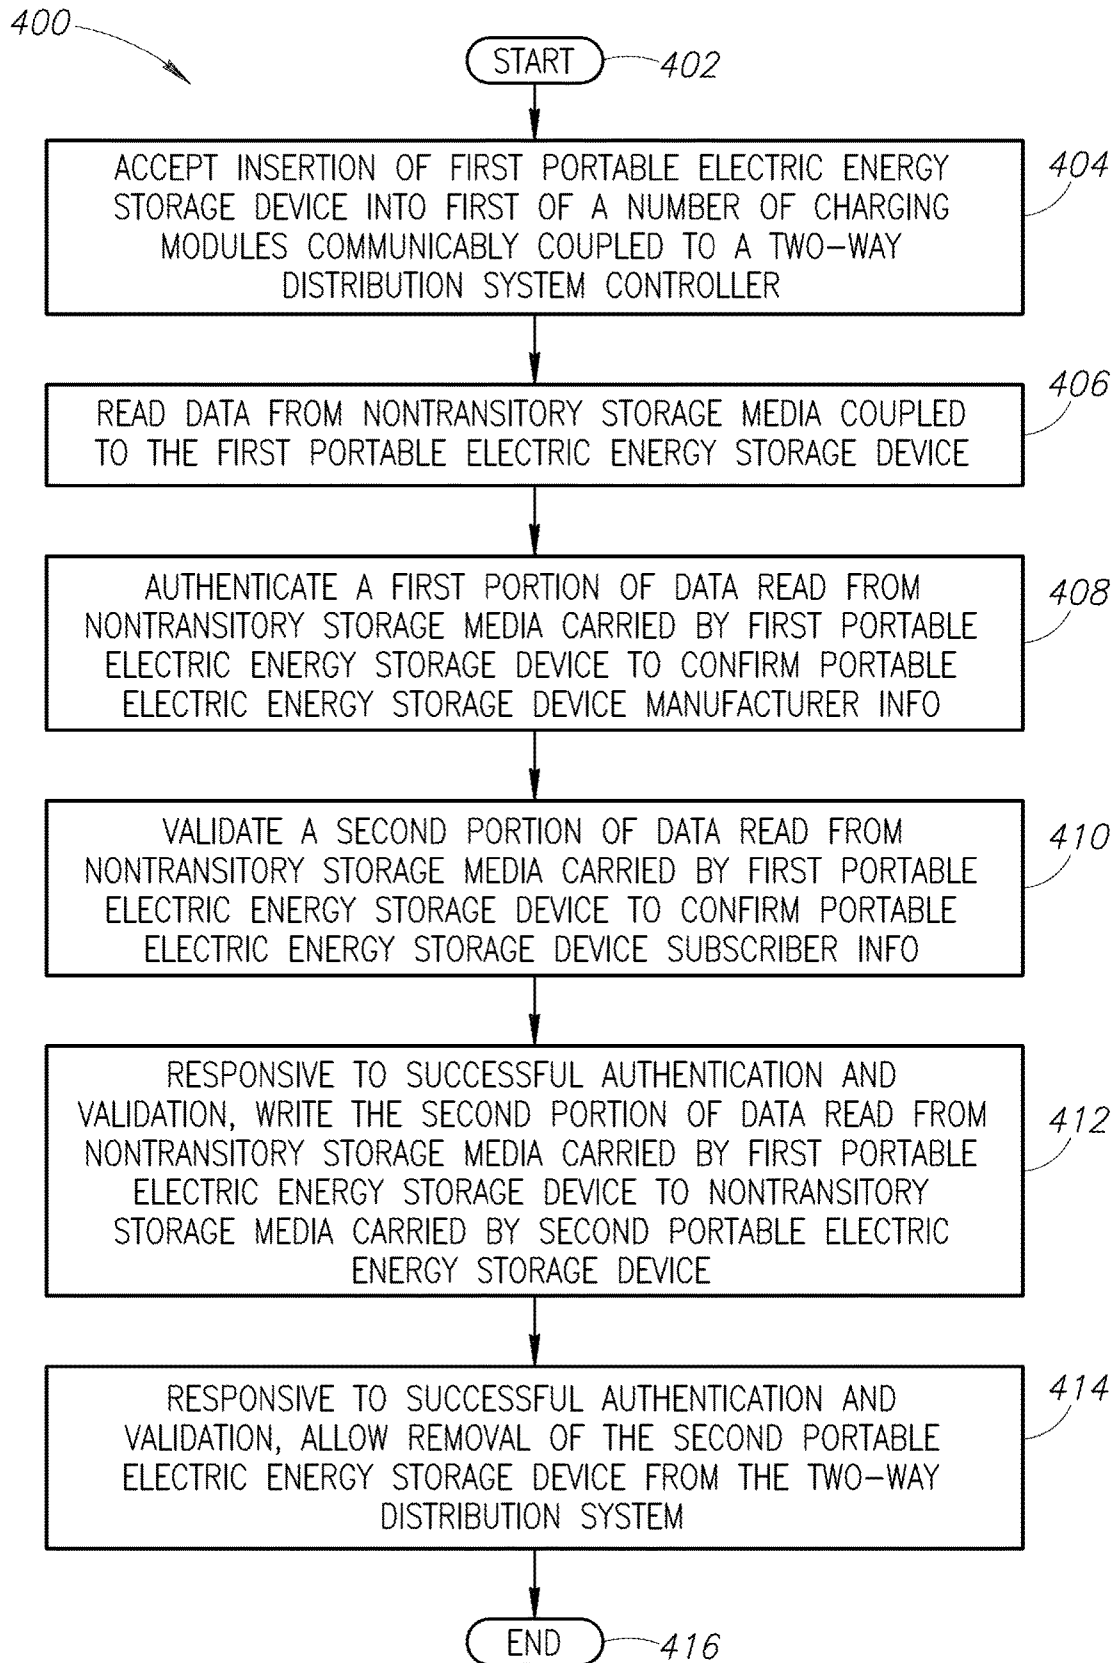 400
START
402
ACCEPT INSERTION OF FIRST PORTABLE ELECTRIC ENERGY
STORAGE DEVICE INTO FIRST OF A NUMBER OF CHARGING
MODULES COMMUNICABLY COUPLED TO A TWO-WAY
DISTRIBUTION SYSTEM CONTROLLER
404
READ DATA FROM NONTRANSITORY STORAGE MEDIA COUPLED
TO THE FIRST PORTABLE ELECTRIC ENERGY STORAGE DEVICE
406
AUTHENTICATE A FIRST PORTION OF DATA READ FROM
NONTRANSITORY STORAGE MEDIA CARRIED BY FIRST PORTABLE
ELECTRIC ENERGY STORAGE DEVICE TO CONFIRM PORTABLE
ELECTRIC ENERGY STORAGE DEVICE MANUFACTURER INFO
408
VALIDATE A SECOND PORTION OF DATA READ FROM
NONTRANSITORY STORAGE MEDIA CARRIED BY FIRST PORTABLE
ELECTRIC ENERGY STORAGE DEVICE TO CONFIRM PORTABLE
ELECTRIC ENERGY STORAGE DEVICE SUBSCRIBER INFO
410
RESPONSIVE TO SUCCESSFUL AUTHENTICATION AND
VALIDATION, WRITE THE SECOND PORTION OF DATA READ FROM
NONTRANSITORY STORAGE MEDIA CARRIED BY FIRST PORTABLE
ELECTRIC ENERGY STORAGE DEVICE TO NONTRANSITORY
STORAGE MEDIA CARRIED BY SECOND PORTABLE ELECTRIC
ENERGY STORAGE DEVICE
412
RESPONSIVE TO SUCCESSFUL AUTHENTICATION AND
VALIDATION, ALLOW REMOVAL OF THE SECOND PORTABLE
ELECTRIC ENERGY STORAGE DEVICE FROM THE TWO-WAY
DISTRIBUTION SYSTEM
414
END
416